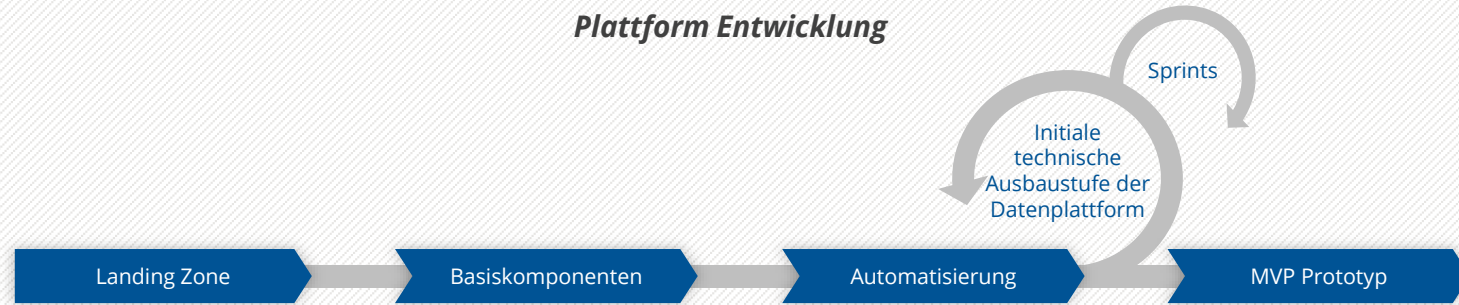 Plattform Entwicklung
Sprints
Initiale
technische
Ausbaustufe der
Datenplattform
Landing Zone
Basiskomponenten
Automatisierung
MVP Prototyp